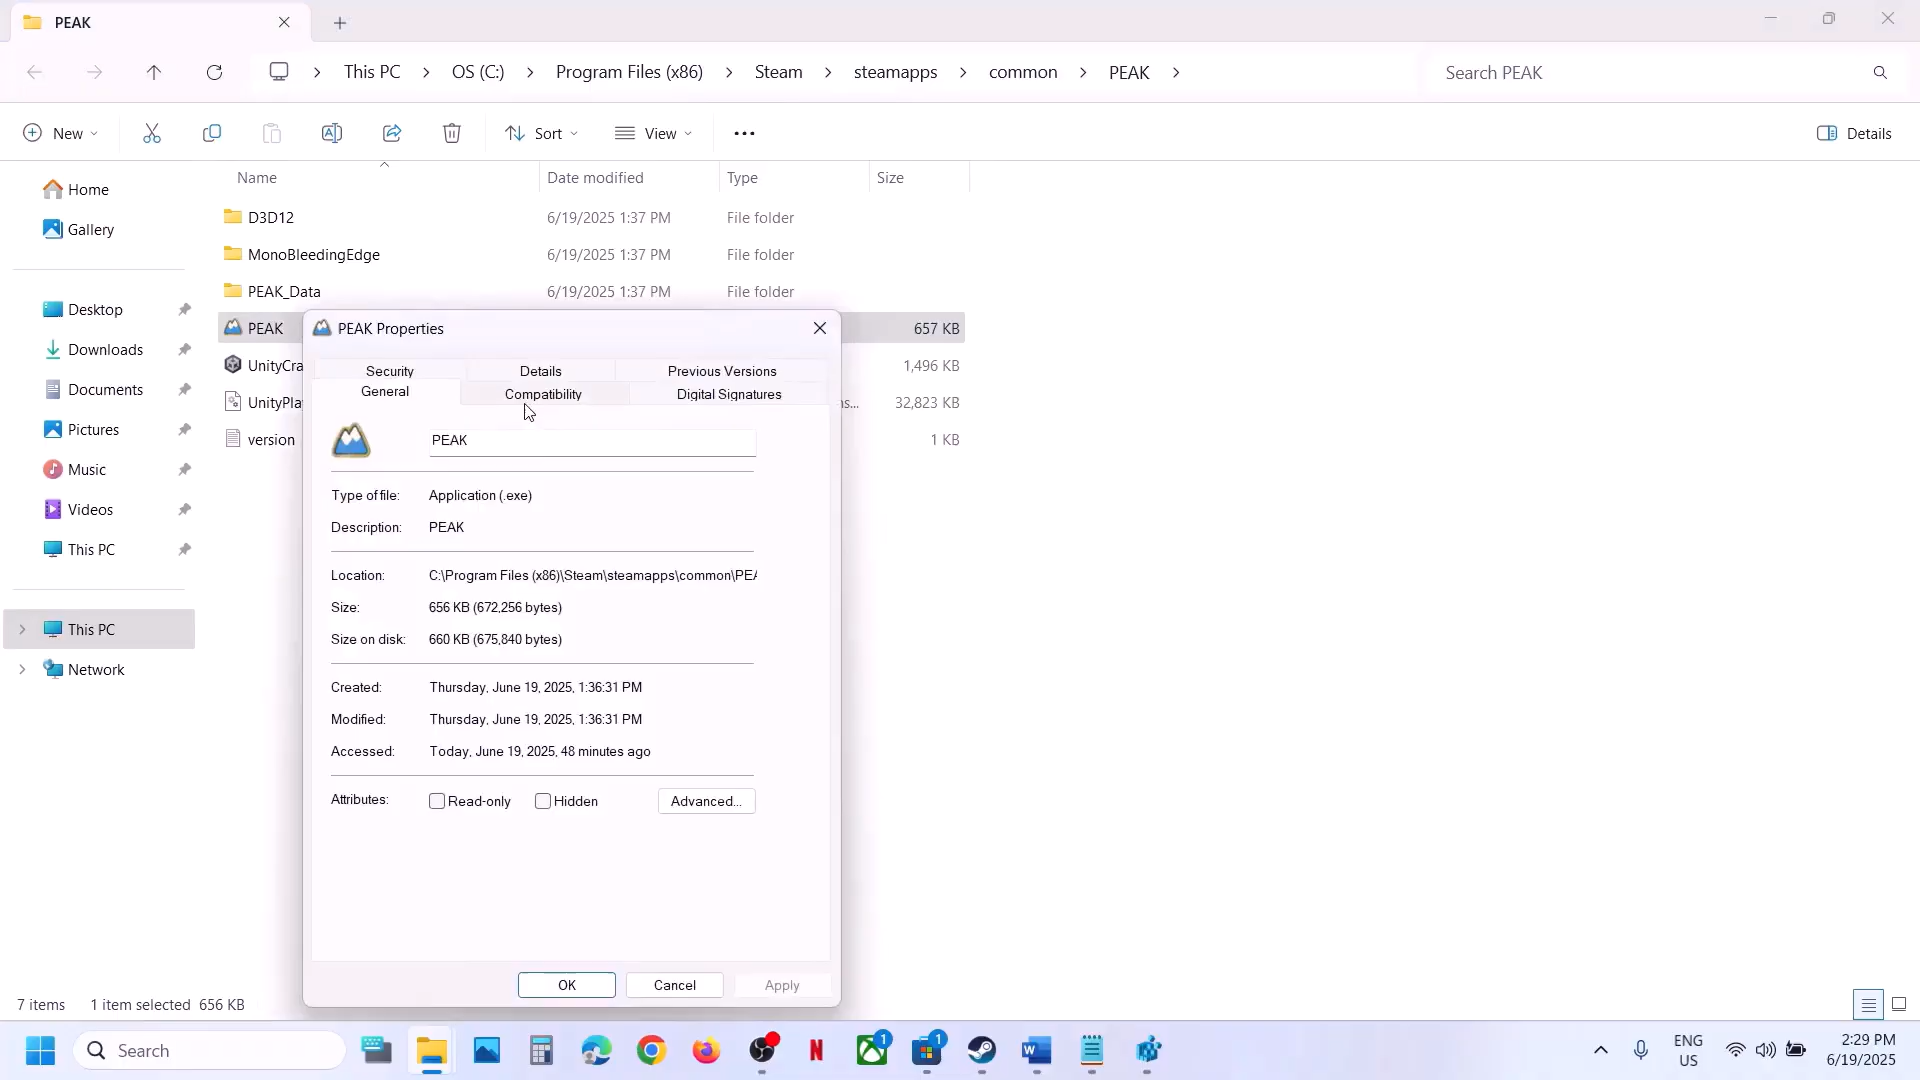 PEAK
This PC
OS (C:)
Program Files (x86)
Steam
steamapps
common
PEAK
Search PEAK
New
Sort
View
Details
Name
Date modified
Type
Size
Home
Gallery
Desktop
Downloads
Documents
Pictures
Music
Videos
This PC
This PC
Network
D3D12
6/19/2025 1:37 PM
File folder
MonoBleedingEdge
6/19/2025 1:37 PM
File folder
PEAK_Data
6/19/2025 1:37 PM
File folder
PEAK
657 KB
UnityCra
1,496 KB
UnityPla
ns...
32,823 KB
version
1 KB
PEAK Properties
Security
Details
Previous Versions
General
Compatibility
Digital Signatures
PEAK
Type of file:
Application (.exe)
Description:
PEAK
Location:
C:\Program Files (x86)\Steam\steamapps\common\PEA
Size:
656 KB (672,256 bytes)
Size on disk:
660 KB (675,840 bytes)
Created:
Thursday, June 19, 2025, 1:36:31 PM
Modified:
Thursday, June 19, 2025, 1:36:31 PM
Accessed:
Today, June 19, 2025, 48 minutes ago
Attributes:
Read-only
Hidden
Advanced...
OK
Cancel
Apply
7 items
1 item selected 656 KB
Search
N
1
1
W
ENG
US
2:29 PM
6/19/2025